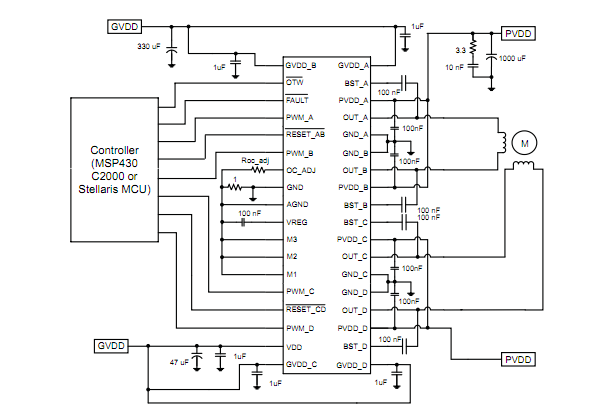 GVDD
330 uF
1uF
1uF
PVDD
3.3
10 nF
1000 uF
GVDD_B
GVDD_A
OTW
BST_A
100 nF
FAULT
PVDD_A
PWM_A
OUT_A
100nF
RESET_AB
GND_A
M
Controller
(MSP430
C2000 or
Stellaris MCU)
PWM_B
GND_B
100nF
Roc_adj
OC_ADJ
OUT_B
1
GND
PVDD_B
AGND
BST_B
100 nF
100 nF
VREG
BST_C
100 nF
M3
PVDD_C
M2
OUT_C
100nF
M1
GND_C
PWM_C
GND_D
100nF
RESET_CD
OUT_D
PWM_D
PVDD_D
100 nF
GVDD
VDD
BST_D
PVDD
47 uF
1uF
GVDD_C
GVDD_D
1uF
1uF